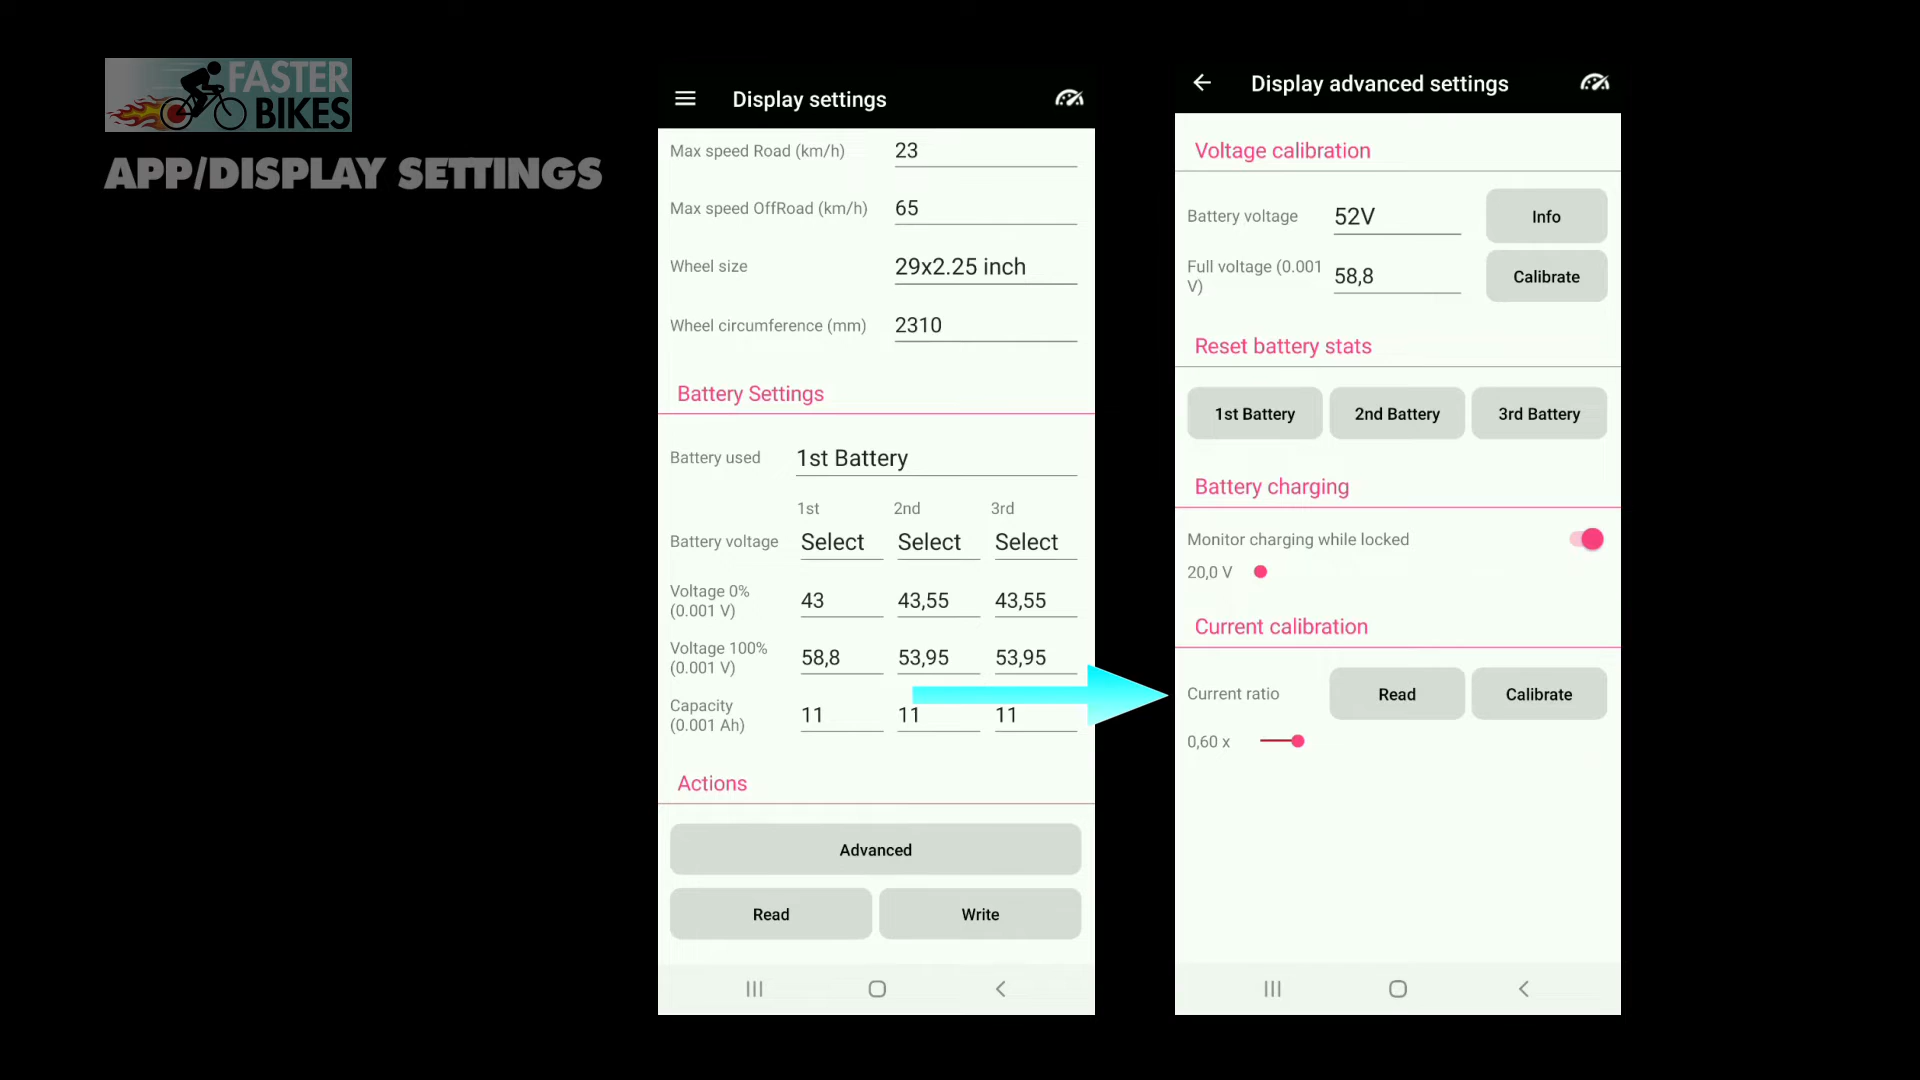 FASTER
BIKES
APP/DISPLAY SETTINGS
Display settings
Max speed Road (km/h) 23
Max speed OffRoad (km/h) 65
Wheel size 29x2.25 inch
Wheel circumference (mm) 2310
Battery Settings
Battery used 1st Battery
1st 2nd 3rd
Battery voltage Select Select Select
Voltage 0%
(0.001 V) 43 43,55 43,55
Voltage 100%
(0.001 V) 58,8 53,95 53,95
Capacity
(0.001 Ah) 11 11 11
Actions
Advanced
Read Write
Display advanced settings
Voltage calibration
Battery voltage 52V Info
Full voltage (0.001
V) 58,8 Calibrate
Reset battery stats
1st Battery 2nd Battery 3rd Battery
Battery charging
Monitor charging while locked
20,0 V
Current calibration
Current ratio Read Calibrate
0,60 x